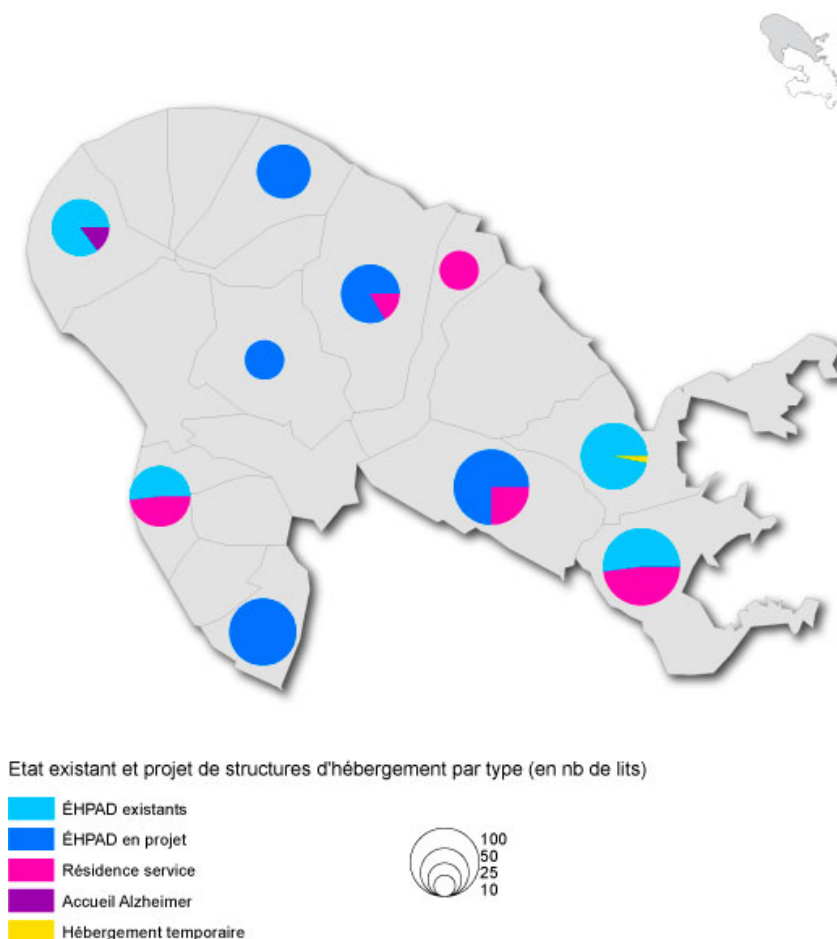 Etat existant et projet de structures d'hébergement par type (en nb de lits)
ÉHPAD existants
ÉHPAD en projet
Résidence service
Accueil Alzheimer
Hébergement temporaire
100
50
25
10